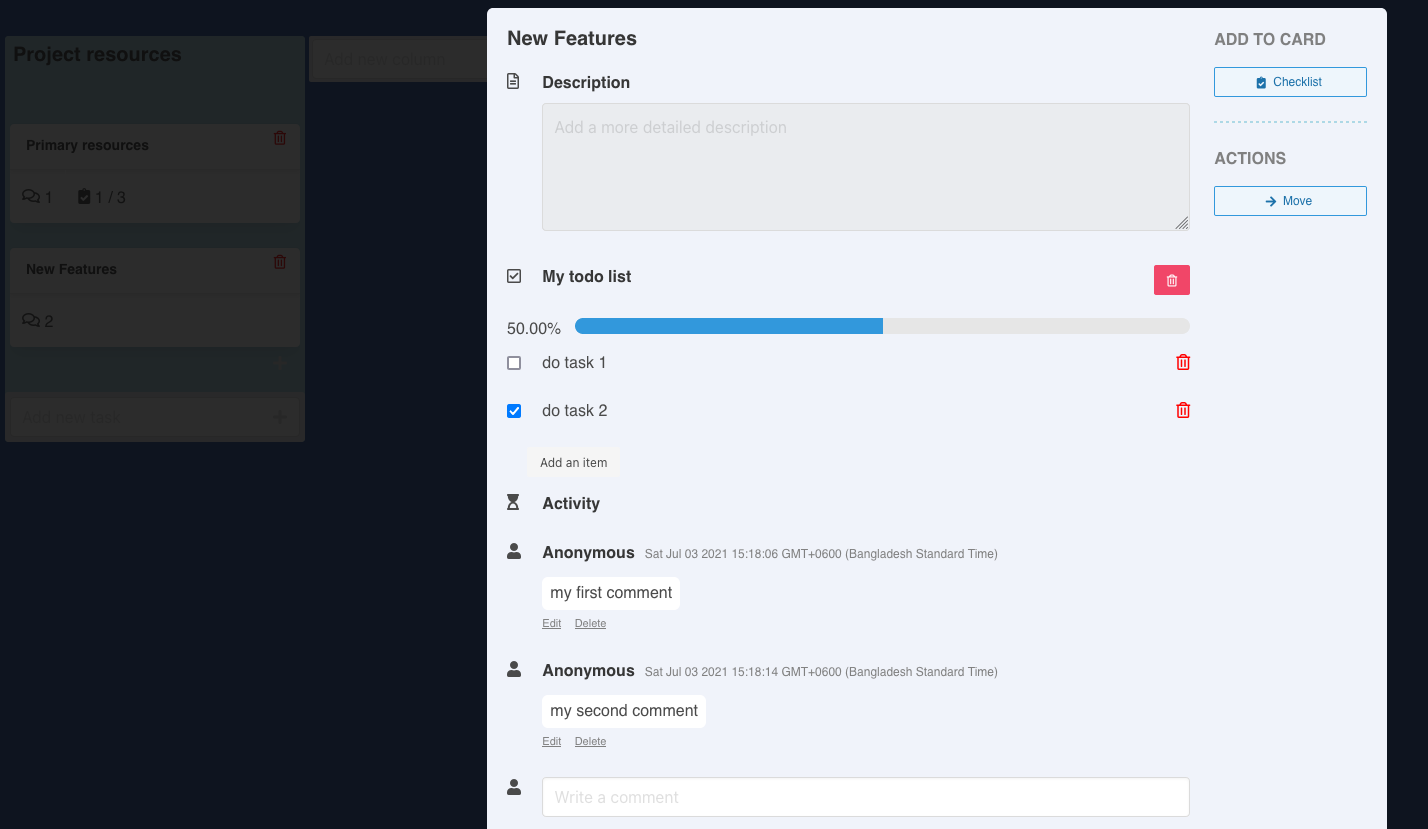 Project resources
Add new column
Primary resources
1 1 / 3
New Features
2
Add new task
New Features
Description
Add a more detailed description
My todo list
50.00%
do task 1
do task 2
Add an item
Activity
Anonymous Sat Jul 03 2021 15:18:06 GMT+0600 (Bangladesh Standard Time)
my first comment
Edit Delete
Anonymous Sat Jul 03 2021 15:18:14 GMT+0600 (Bangladesh Standard Time)
my second comment
Edit Delete
Write a comment
ADD TO CARD
Checklist
ACTIONS
Move